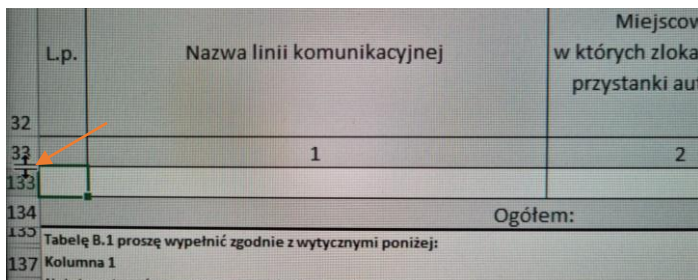 Miejscow
L.p. Nazwa linii komunikacyjnej w których zloka
przystanki aut
32
33 1 2
133
134 Ogółem:
135 Tabelę B.1 proszę wypełnić zgodnie z wytycznymi poniżej:
137 Kolumna 1